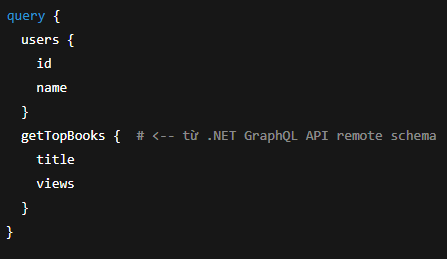 query {
  users {
    id
    name
  }
  getTopBooks {  # <-- từ .NET GraphQL API remote schema
    title
    views
  }
}